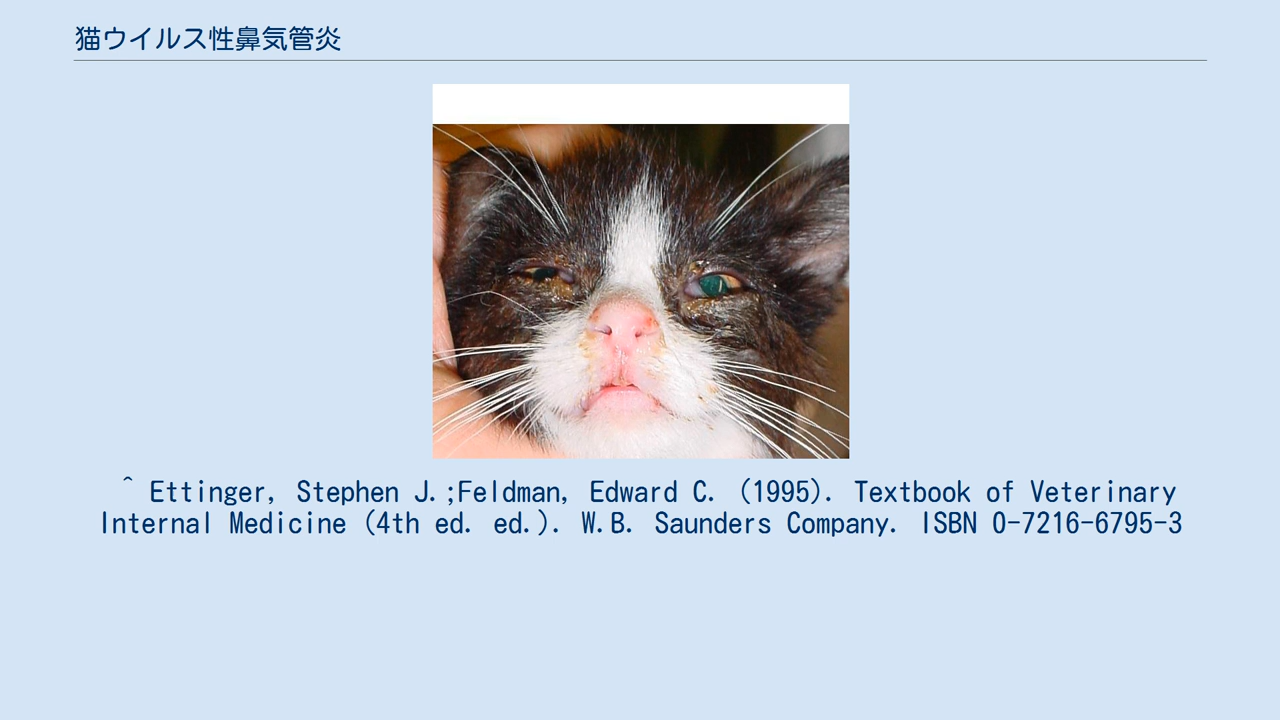 猫ウイルス性鼻気管炎
^ Ettinger, Stephen J.;Feldman, Edward C. (1995). Textbook of Veterinary
Internal Medicine (4th ed. ed.). W.B. Saunders Company. ISBN 0-7216-6795-3